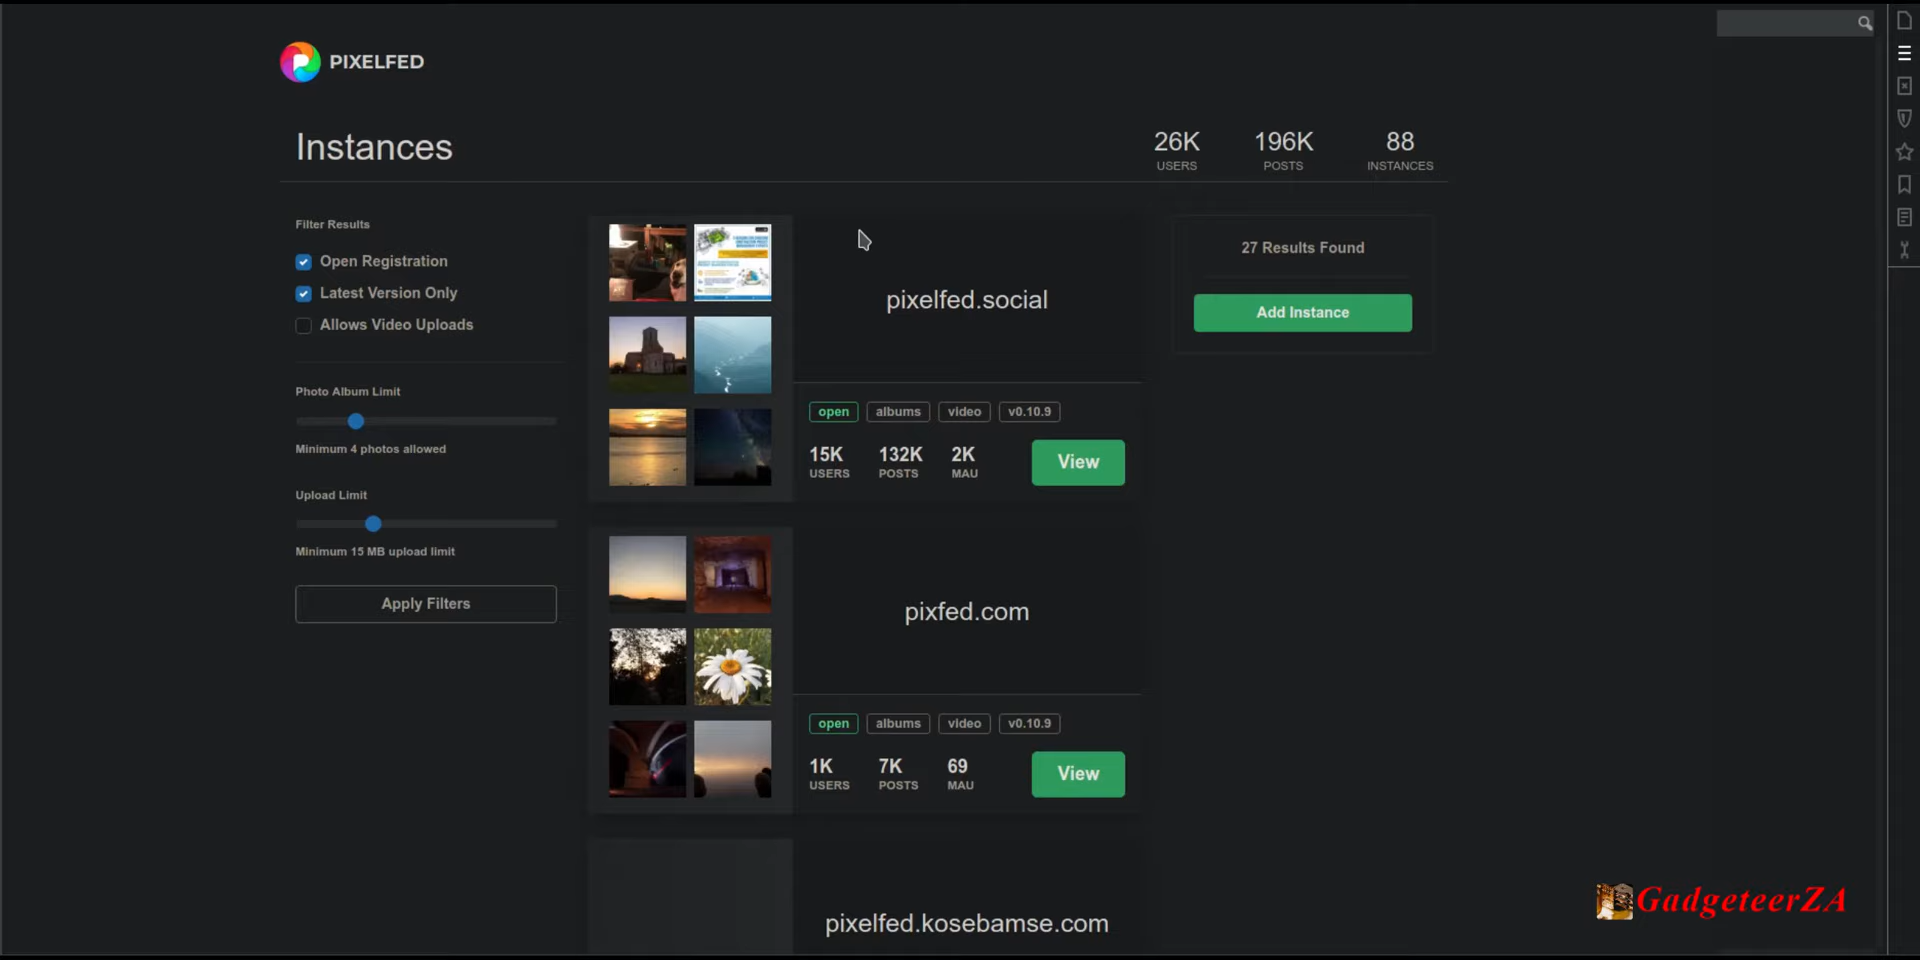 PIXELFED
Instances
26K
USERS
196K
POSTS
88
INSTANCES
Filter Results
Open Registration
Latest Version Only
Allows Video Uploads
Photo Album Limit
Minimum 4 photos allowed
Upload Limit
Minimum 15 MB upload limit
Apply Filters
pixelfed.social
open
albums
video
v0.10.9
15K
USERS
132K
POSTS
2K
MAU
View
pixfed.com
open
albums
video
v0.10.9
1K
USERS
7K
POSTS
69
MAU
View
pixelfed.kosebamse.com
27 Results Found
Add Instance
GadgeteerZA